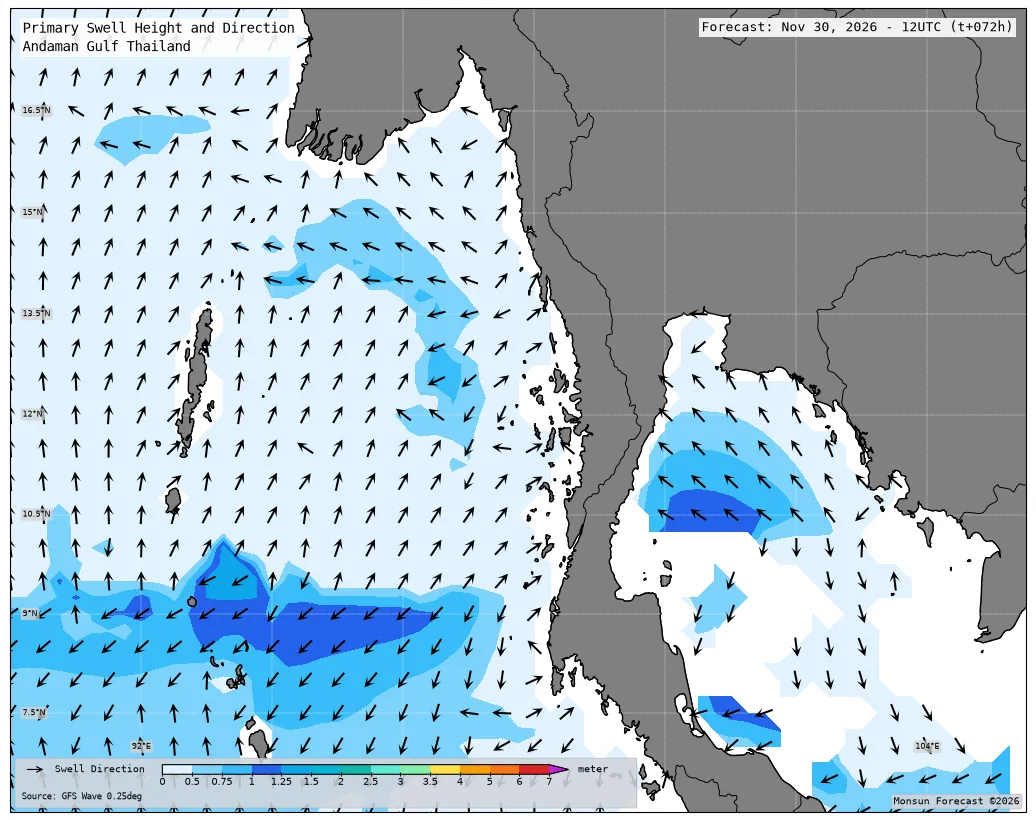 Primary Swell Height and Direction
Andaman Gulf Thailand
Forecast: Nov 30, 2026 - 12UTC (t+072h)
16.5°N
15°N
13.5°N
12°N
10.5°N
9°N
7.5°N
92°E
104°E
Swell Direction
meter
0 0.5 0.75 1 1.25 1.5 2 2.5 3 3.5 4 5 6 7
Source: GFS Wave 0.25deg
Monsun Forecast ©2026